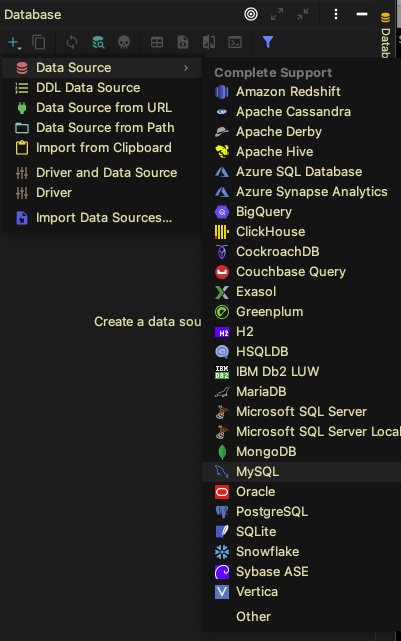 Database
Data Source
DDL Data Source
Data Source from URL
Data Source from Path
Import from Clipboard
Driver and Data Source
Driver
Import Data Sources...
Create a data sou
Complete Support
Amazon Redshift
Apache Cassandra
Apache Derby
Apache Hive
Azure SQL Database
Azure Synapse Analytics
BigQuery
ClickHouse
CockroachDB
Couchbase Query
Exasol
Greenplum
H2
H2
HSQLDB
IBM DB2
IBM Db2 LUW
MariaDB
Microsoft SQL Server
Microsoft SQL Server Local
MongoDB
MySQL
Oracle
PostgreSQL
SQLite
Snowflake
Sybase ASE
Vertica
Other
Datab